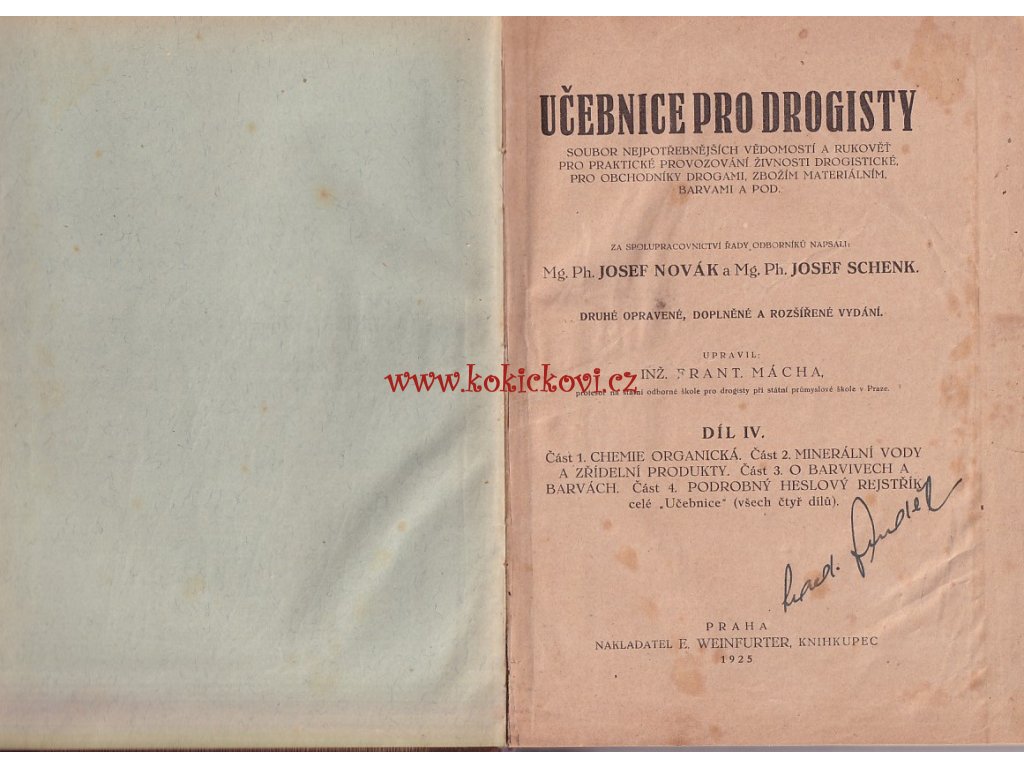 UČEBNICE PRO DROGISTY
SOUBOR NEJPOTŘEBNĚJŠÍCH VĚDOMOSTÍ A RUKOVĚŤ
PRO PRAKTICKÉ PROVOZOVÁNÍ ŽIVNOSTI DROGISTICKÉ,
PRO OBCHODNÍKY DROGAMI, ZBOŽÍM MATERIÁLNÍM,
BARVAMI A POD.
ZA SPOLUPRACOVNICTVÍ ŘADY ODBORNÍKŮ NAPSALI:
Mg. Ph. JOSEF NOVÁK a Mg. Ph. JOSEF SCHENK.
DRUHÉ OPRAVENÉ, DOPLNĚNÉ A ROZŠÍŘENÉ VYDÁNÍ.
UPRAVIL:
INŽ. FRANT. MÁCHA,
www.kokickovi.cz
profesor na státní odborné škole pro drogisty při státní průmyslové škole v Praze.
DÍL IV.
Část 1. CHEMIE ORGANICKÁ. Část 2. MINERÁLNÍ VODY
A ZŘÍDELNÍ PRODUKTY. Část 3. O BARVIVECH A
BARVÁCH. Část 4. PODROBNÝ HESLOVÝ REJSTŘÍK
celé „Učebnice" (všech čtyř dílů).
PRAHA
NAKLADATEL E. WEINFURTER, KNIHKUPEC
1925